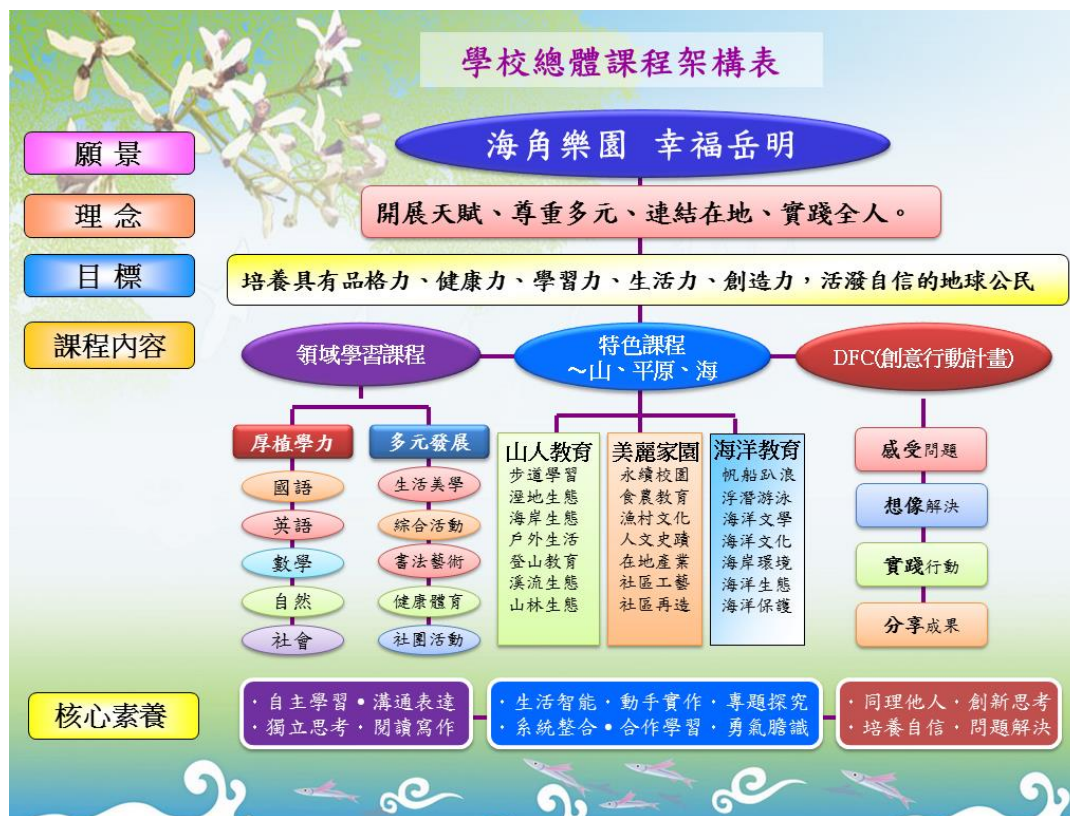 學校總體課程架構表
願景
海角樂園 幸福岳明
理念
開展天賦、尊重多元、連結在地、實踐全人。
目標
培養具有品格力、健康力、學習力、生活力、創造力，活潑自信的地球公民
課程內容
領域學習課程
厚植學力
國語
英語
數學
自然
社會
多元發展
生活美學
綜合活動
書法藝術
健康體育
社團活動
特色課程
～山、平原、海
山人教育
步道學習
溼地生態
海岸生態
戶外生活
登山教育
溪流生態
山林生態
美麗家園
永續校園
食農教育
漁村文化
人文史蹟
在地產業
社區工藝
社區再造
海洋教育
帆船趴浪
浮潛游泳
海洋文學
海洋文化
海岸環境
海洋生態
海洋保護
DFC(創意行動計畫)
感受問題
想像解決
實踐行動
分享成果
核心素養
·自主學習•溝通表達
·獨立思考·閱讀寫作
·生活智能·動手實作·專題探究
·系統整合•合作學習·勇氣膽識
·同理他人·創新思考
·培養自信·問題解決